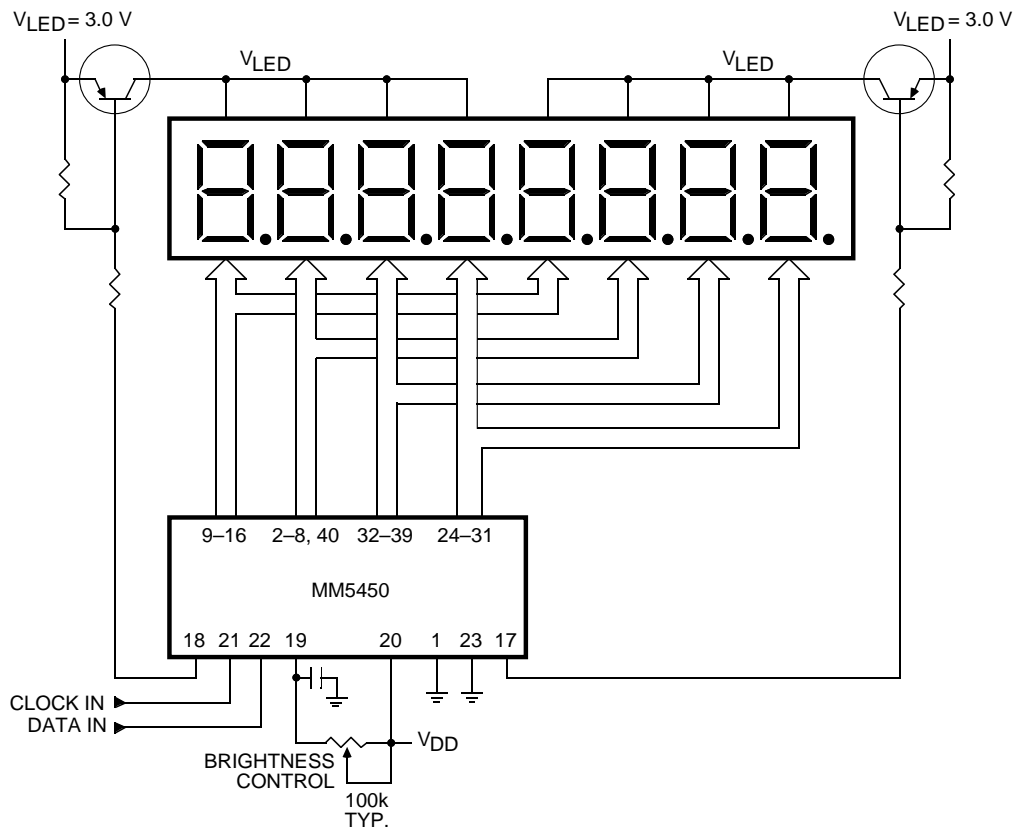 VLED = 3.0 V
VLED = 3.0 V
VLED
VLED
9–16 2–8, 40 32–39 24–31
MM5450
18 21 22 19 20 1 23 17
CLOCK IN
DATA IN
VDD
BRIGHTNESS
CONTROL
100k
TYP.